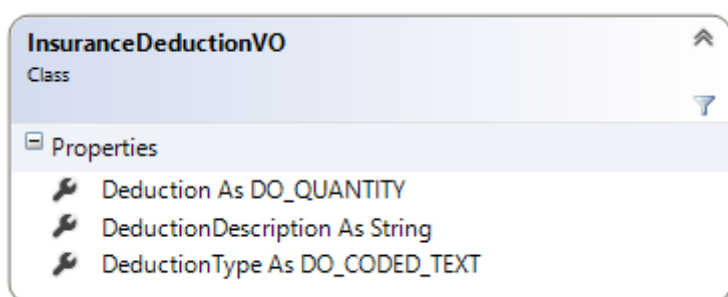 InsuranceDeductionVO
Class
Properties
Deduction As DO_QUANTITY
DeductionDescription As String
DeductionType As DO_CODED_TEXT